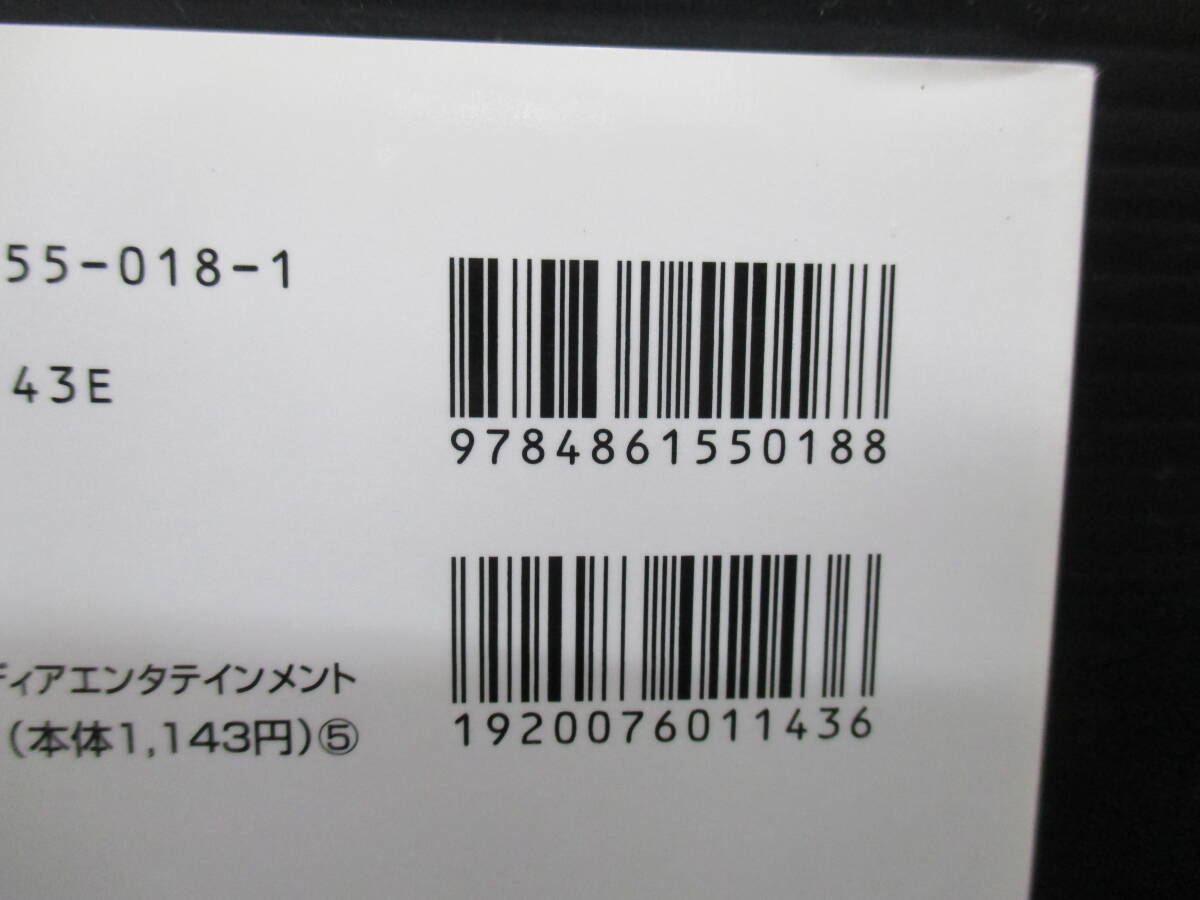 55-018-1
43E
9784861550188
1920076011436
ディアエンタテインメント
(本体1,143円)⑤